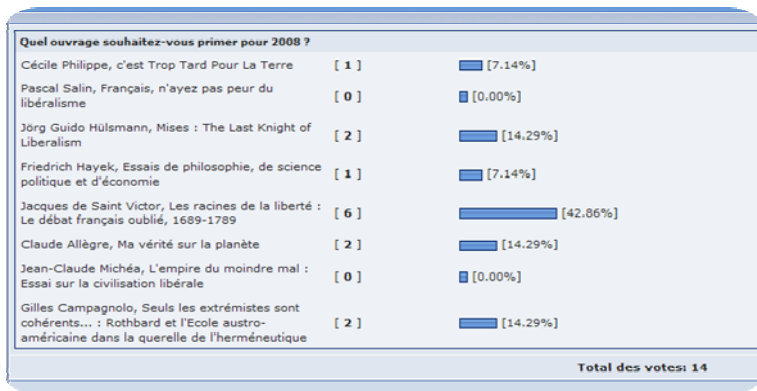 Quel ouvrage souhaitez-vous primer pour 2008 ?
Cécile Philippe, c'est Trop Tard Pour La Terre [ 1 ] [7.14%]
Pascal Salin, Français, n'ayez pas peur du
libéralisme [ 0 ] [0.00%]
Jörg Guido Hülsmann, Mises : The Last Knight of
Liberalism [ 2 ] [14.29%]
Friedrich Hayek, Essais de philosophie, de science
politique et d'économie [ 1 ] [7.14%]
Jacques de Saint Victor, Les racines de la liberté :
Le débat français oublié, 1689-1789 [ 6 ] [42.86%]
Claude Allègre, Ma vérité sur la planète [ 2 ] [14.29%]
Jean-Claude Michéa, L'empire du moindre mal :
Essai sur la civilisation libérale [ 0 ] [0.00%]
Gilles Campagnolo, Seuls les extrémistes sont
cohérents... : Rothbard et l'Ecole austro-
américaine dans la querelle de l'herméneutique [ 2 ] [14.29%]
Total des votes: 14